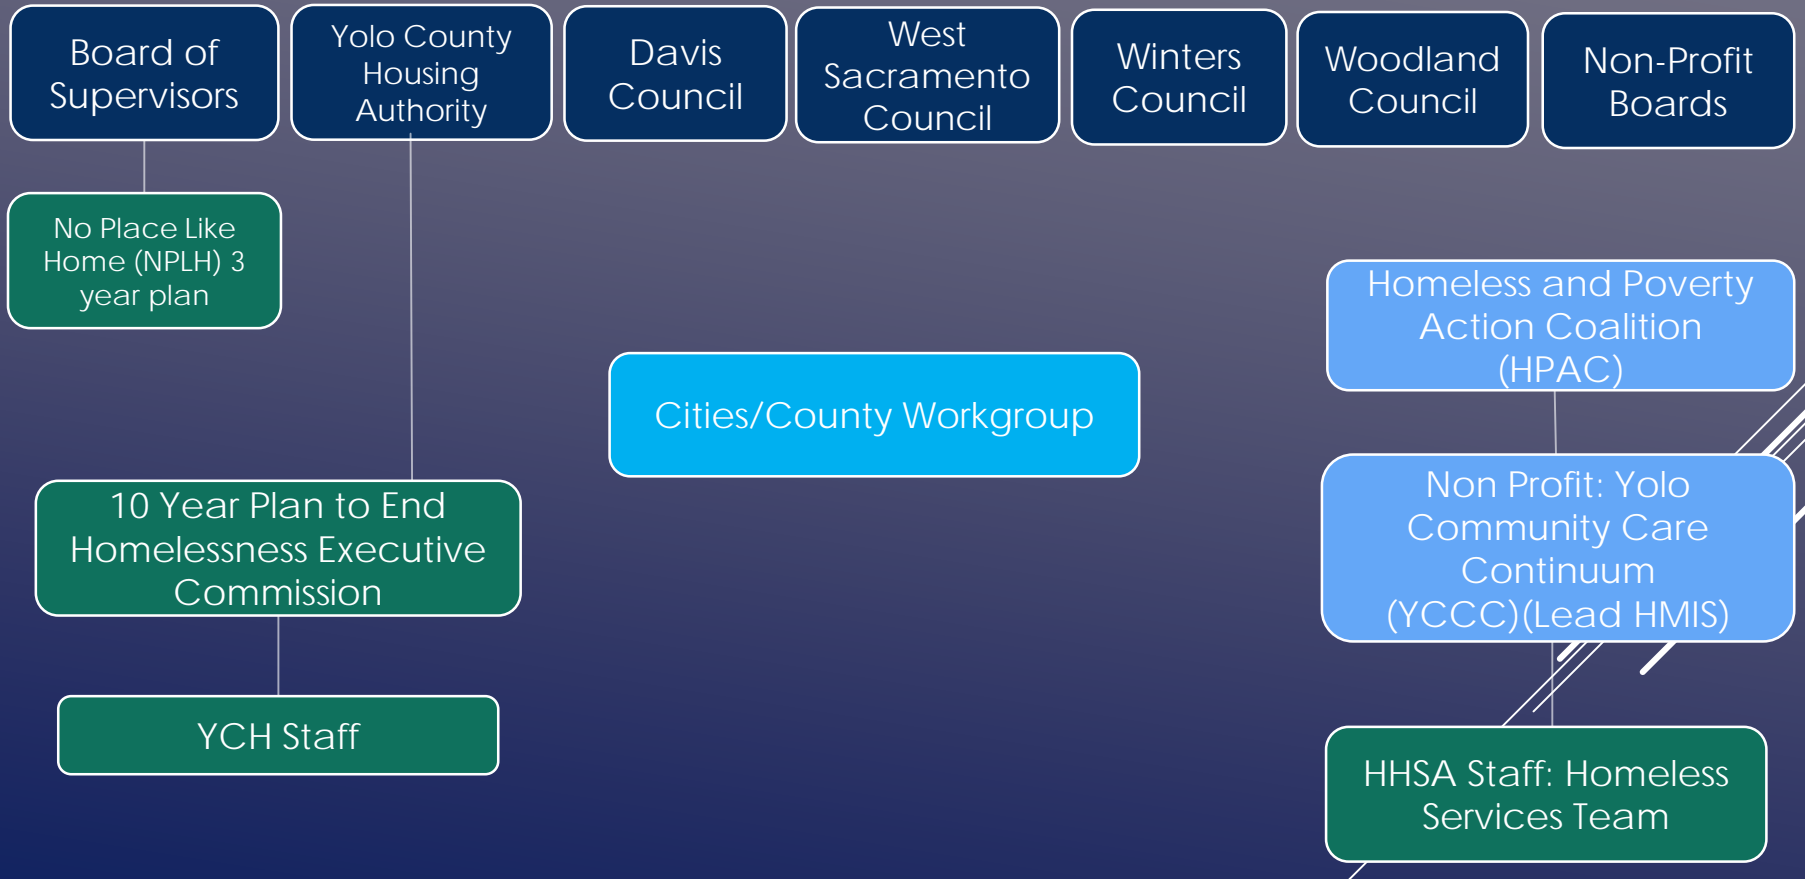 Board of
Supervisors
Yolo County
Housing
Authority
Davis
Council
West
Sacramento
Council
Winters
Council
Woodland
Council
Non-Profit
Boards
No Place Like
Home (NPLH) 3
year plan
Homeless and Poverty
Action Coalition
(HPAC)
Cities/County Workgroup
10 Year Plan to End
Homelessness Executive
Commission
Non Profit: Yolo
Community Care
Continuum
(YCCC)(Lead HMIS)
YCH Staff
HHSA Staff: Homeless
Services Team